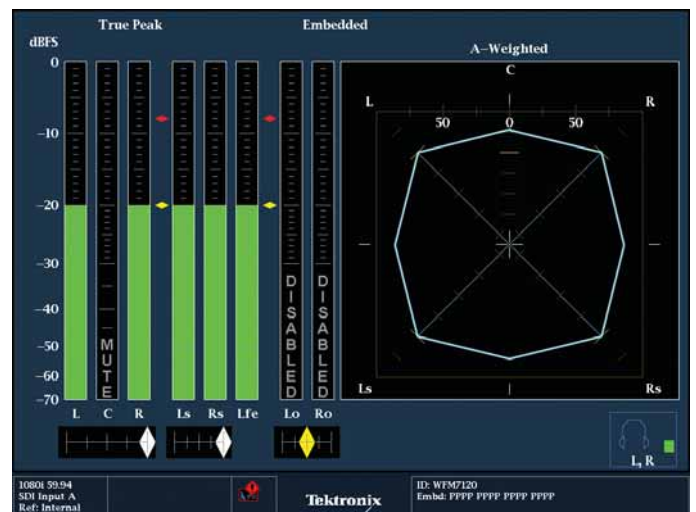 True Peak
Embedded
dBFS
A-Weighted
0
-10
-20
-30
-40
-50
-60
-70
MUTE
DISABLED
DISABLED
L C R Ls Rs Lfe Lo Ro
C
L
R
50 0 50
Ls
Rs
L, R
1080i 59.94
SDI Input A
Ref: Internal
Tektronix
ID: WFM7120
Embd: PPPP PPPP PPPP PPPP